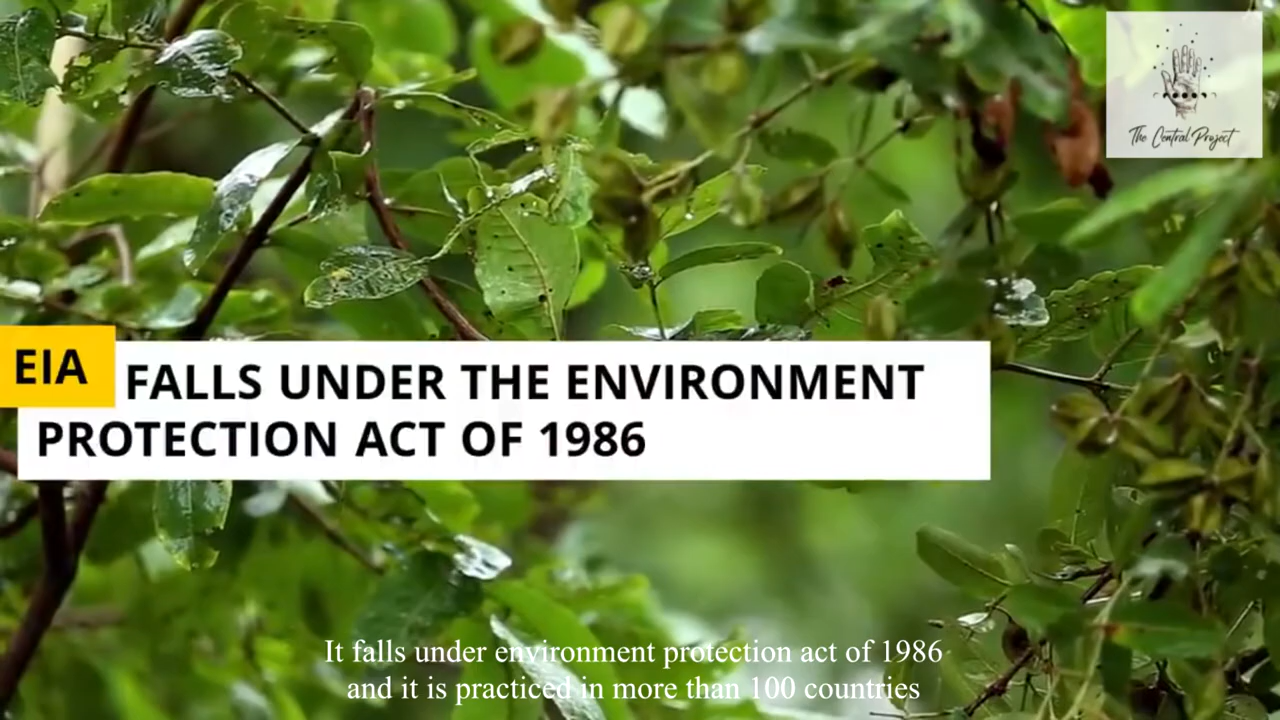 The Central Project
EIA FALLS UNDER THE ENVIRONMENT
PROTECTION ACT OF 1986
It falls under environment protection act of 1986
and it is practiced in more than 100 countries